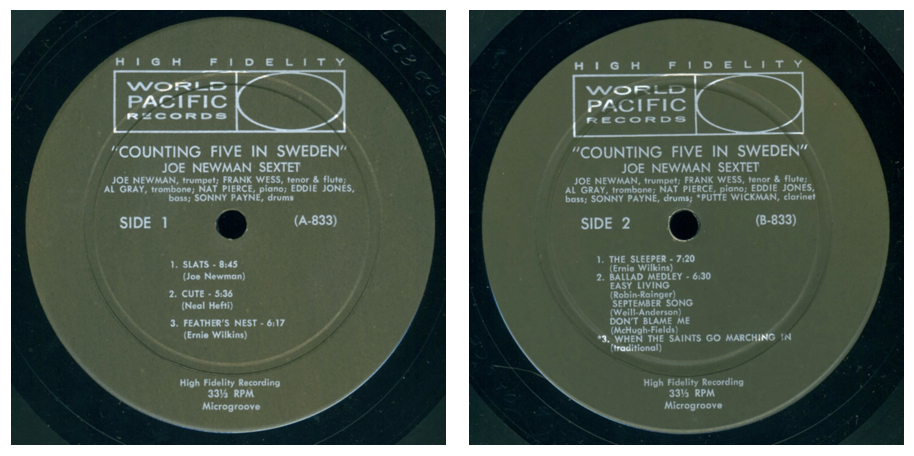 HIGH FIDELITY
WORLD
PACIFIC
RECORDS
"COUNTING FIVE IN SWEDEN"
JOE NEWMAN SEXTET
JOE NEWMAN, trumpet; FRANK WESS, tenor & flute;
AL GRAY, trombone; NAT PIERCE, piano; EDDIE JONES,
bass; SONNY PAYNE, drums
SIDE 1 (A-833)
1. SLATS - 8:45
(Joe Newman)
2. CUTE - 5:36
(Neal Hefti)
3. FEATHER'S NEST - 6:17
(Ernie Wilkins)
High Fidelity Recording
33⅓ RPM
Microgroove
HIGH FIDELITY
WORLD
PACIFIC
RECORDS
"COUNTING FIVE IN SWEDEN"
JOE NEWMAN SEXTET
JOE NEWMAN, trumpet; FRANK WESS, tenor & flute;
AL GRAY, trombone; NAT PIERCE, piano; EDDIE JONES,
bass; SONNY PAYNE, drums; *PUTTE WICKMAN, clarinet
SIDE 2 (B-833)
1. THE SLEEPER - 7:20
(Ernie Wilkins)
2. BALLAD MEDLEY - 6:30
EASY LIVING
(Robin-Rainger)
SEPTEMBER SONG
(Weill-Anderson)
DON'T BLAME ME
(McHugh-Fields)
*3. WHEN THE SAINTS GO MARCHING IN
(traditional)
High Fidelity Recording
33⅓ RPM
Microgroove